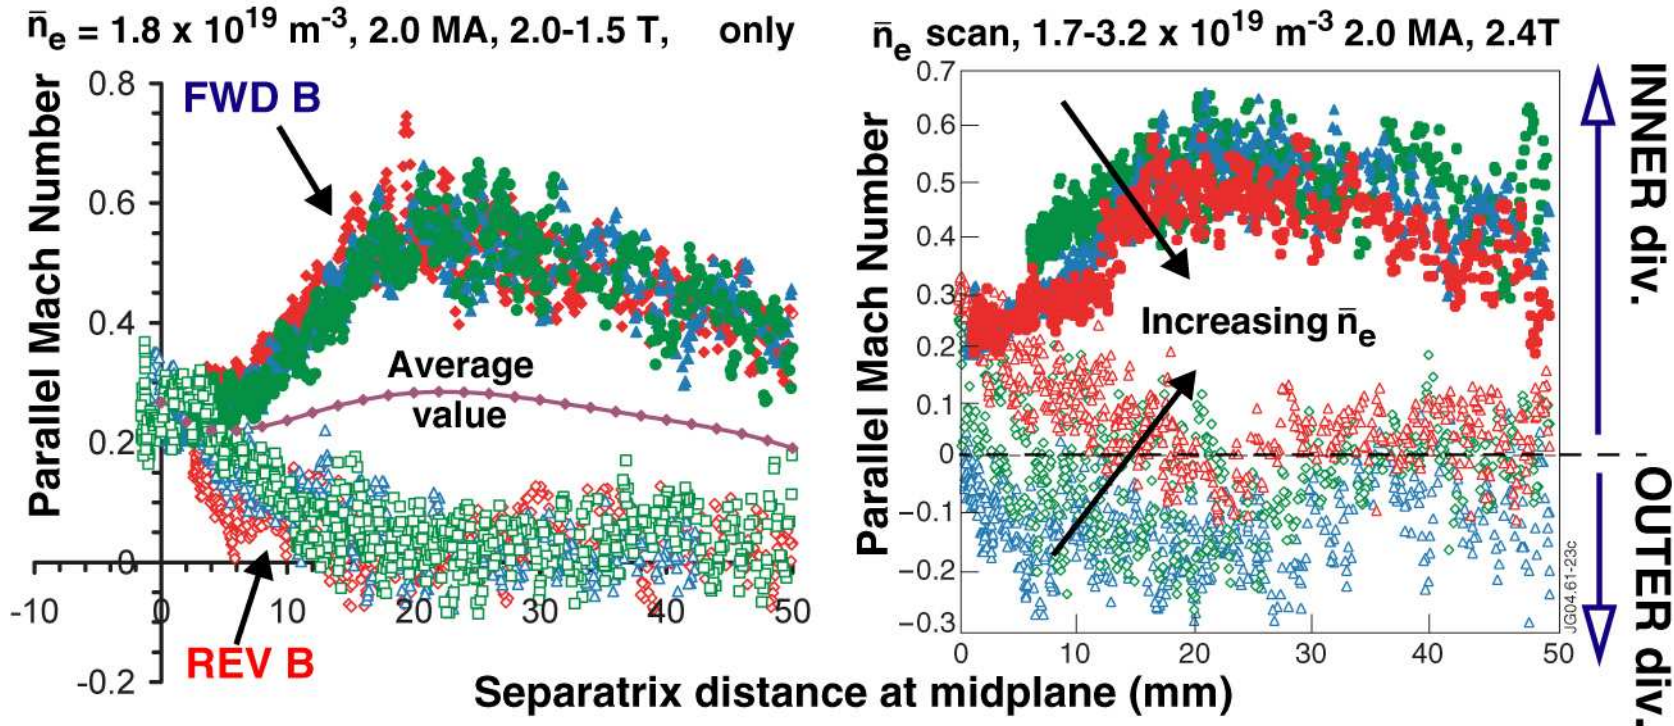 n̄e = 1.8 x 10¹⁹ m⁻³, 2.0 MA, 2.0-1.5 T, only
Parallel Mach Number
0.8
0.6
0.4
0.2
0
-0.2
-10
0
10
20
30
40
50
FWD B
Average
value
REV B
n̄e scan, 1.7-3.2 x 10¹⁹ m⁻³ 2.0 MA, 2.4T
Parallel Mach Number
0.7
0.6
0.5
0.4
0.3
0.2
0.1
0
−0.1
−0.2
−0.3
0
10
20
30
40
50
Increasing n̄e
JG04.61-23c
INNER div.
OUTER div.
Separatrix distance at midplane (mm)